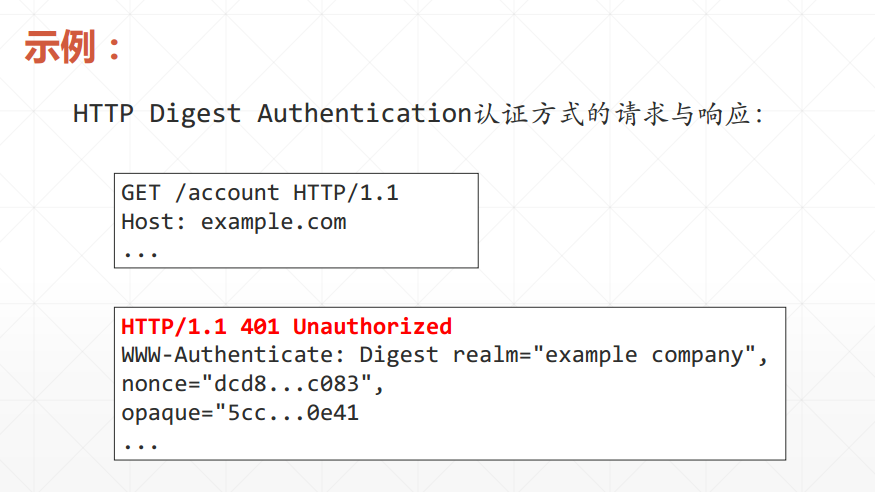 示例：
HTTP Digest Authentication认证方式的请求与响应：
GET /account HTTP/1.1
Host: example.com
...
HTTP/1.1 401 Unauthorized
WWW-Authenticate: Digest realm="example company",
nonce="dcd8...c083",
opaque="5cc...0e41
...